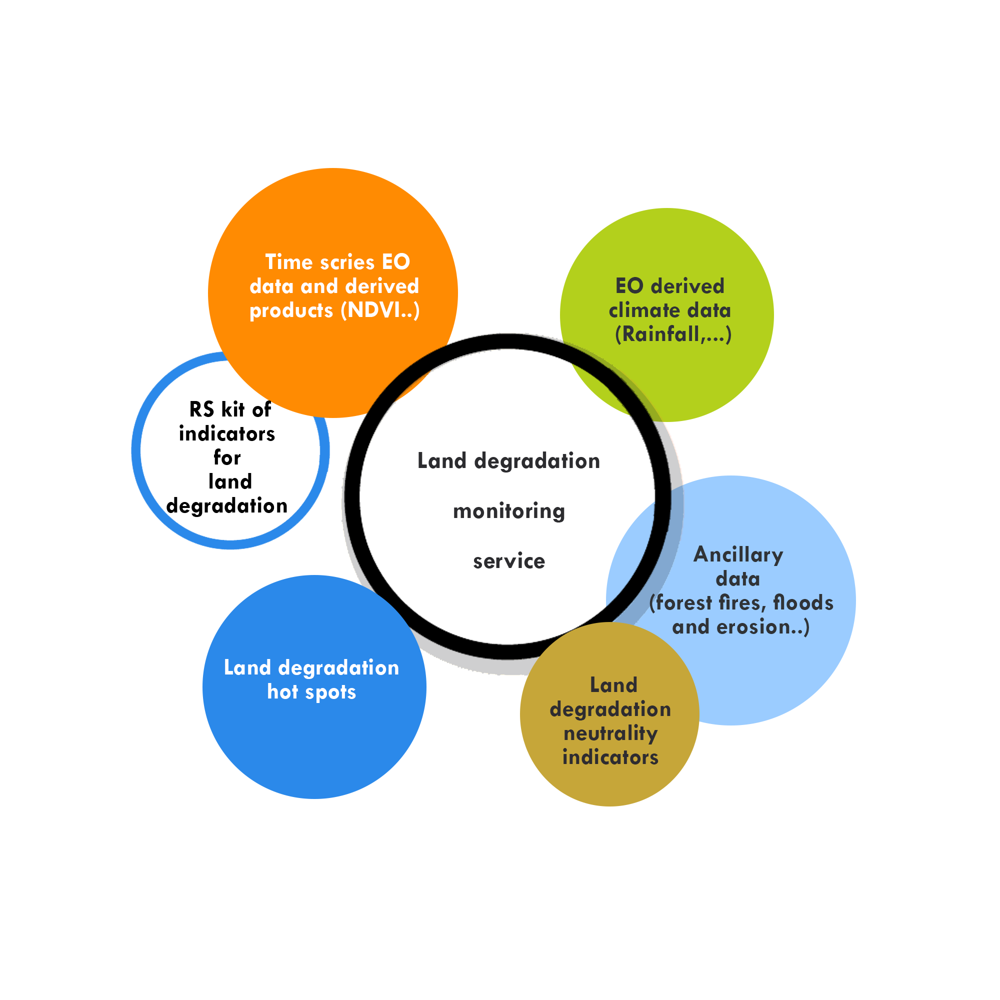 Time scries EO
data and derived
products (NDVI..)
EO derived
climate data
(Rainfall,...)
RS kit of
indicators
for
land
degradation
Land degradation
monitoring
service
Ancillary
data
(forest fires, floods
and erosion..)
Land degradation
hot spots
Land
degradation
neutrality
indicators